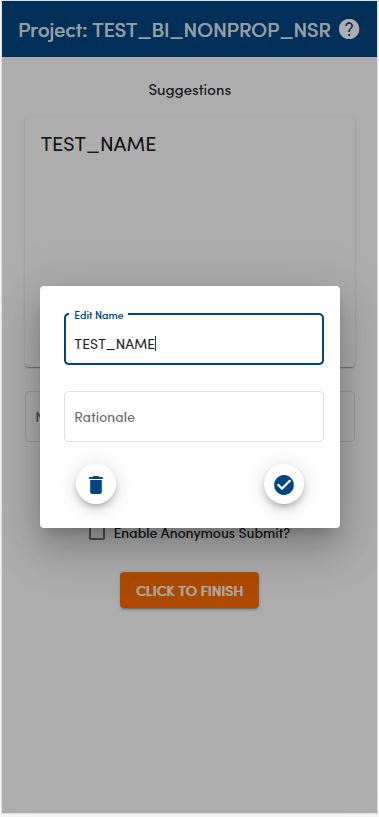 Project: TEST_BI_NONPROP_NSR
Suggestions
TEST_NAME
Edit Name
TEST_NAME
Rationale
Enable Anonymous Submit?
CLICK TO FINISH